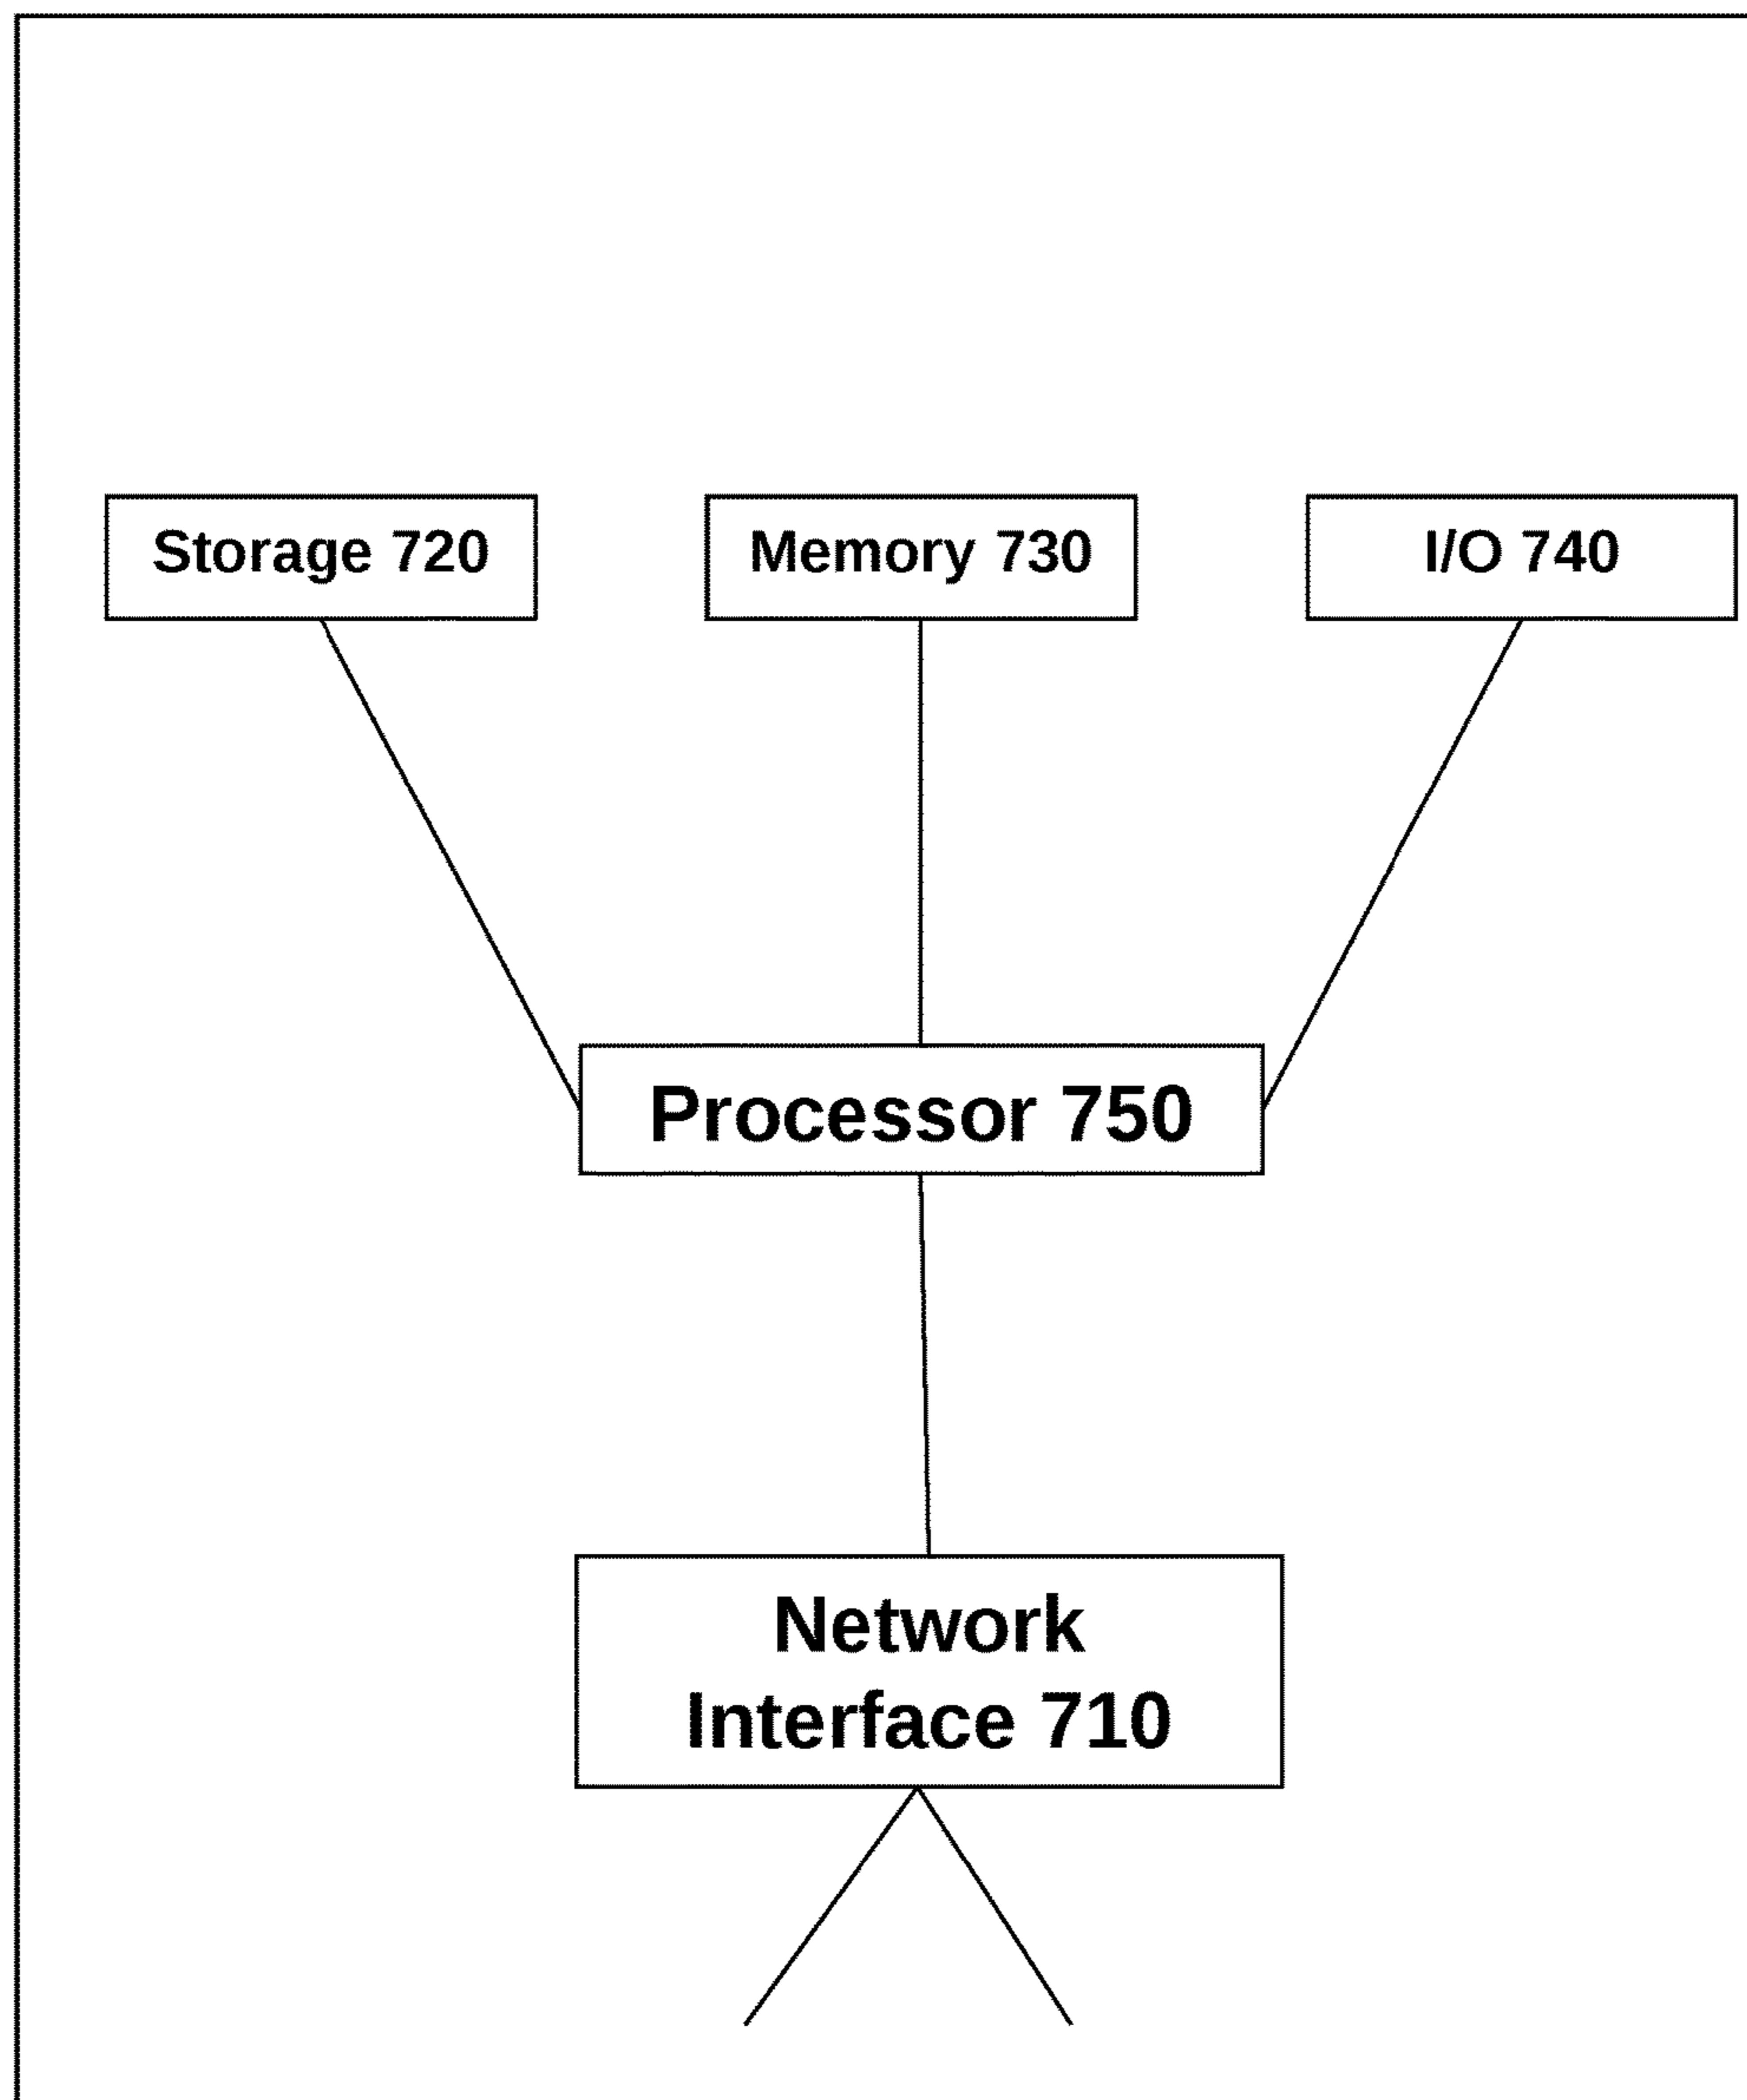 Storage 720
Memory 730
I/O 740
Processor 750
Network
Interface 710